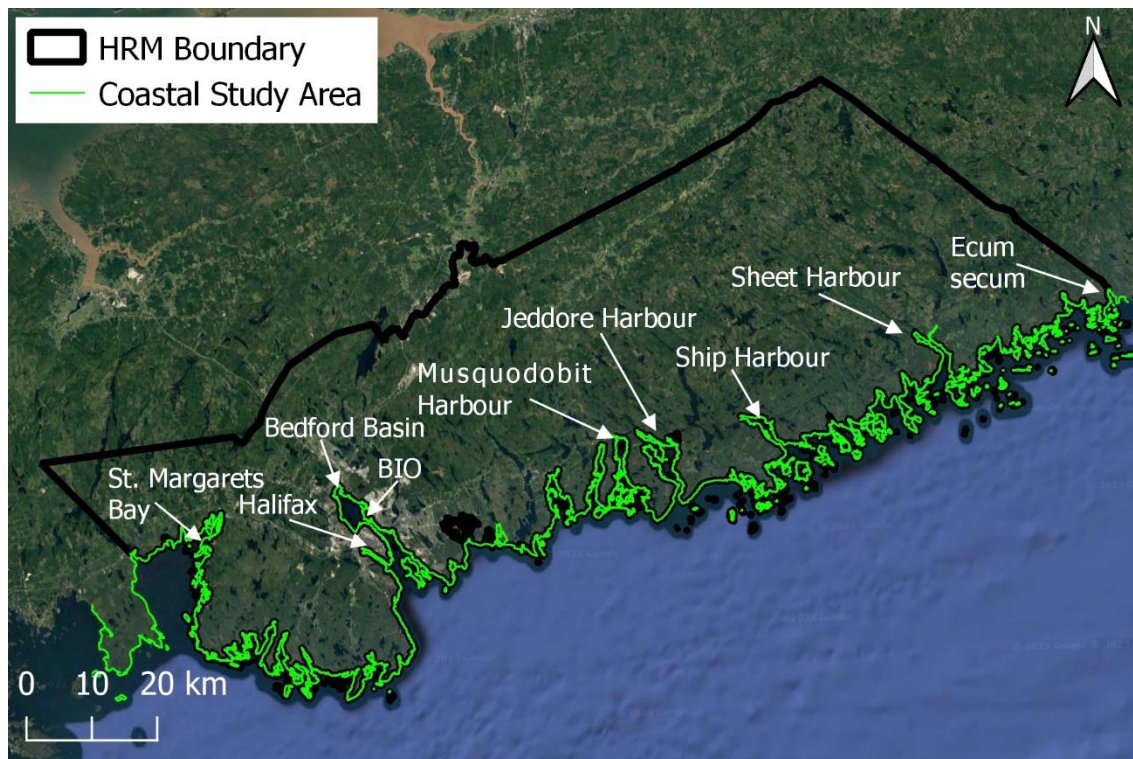 HRM Boundary
Coastal Study Area
N
Ecum
secum
Sheet Harbour
Jeddore Harbour
Ship Harbour
Musquodobit
Harbour
Bedford Basin
BIO
St. Margarets
Bay
Halifax
0 10 20 km